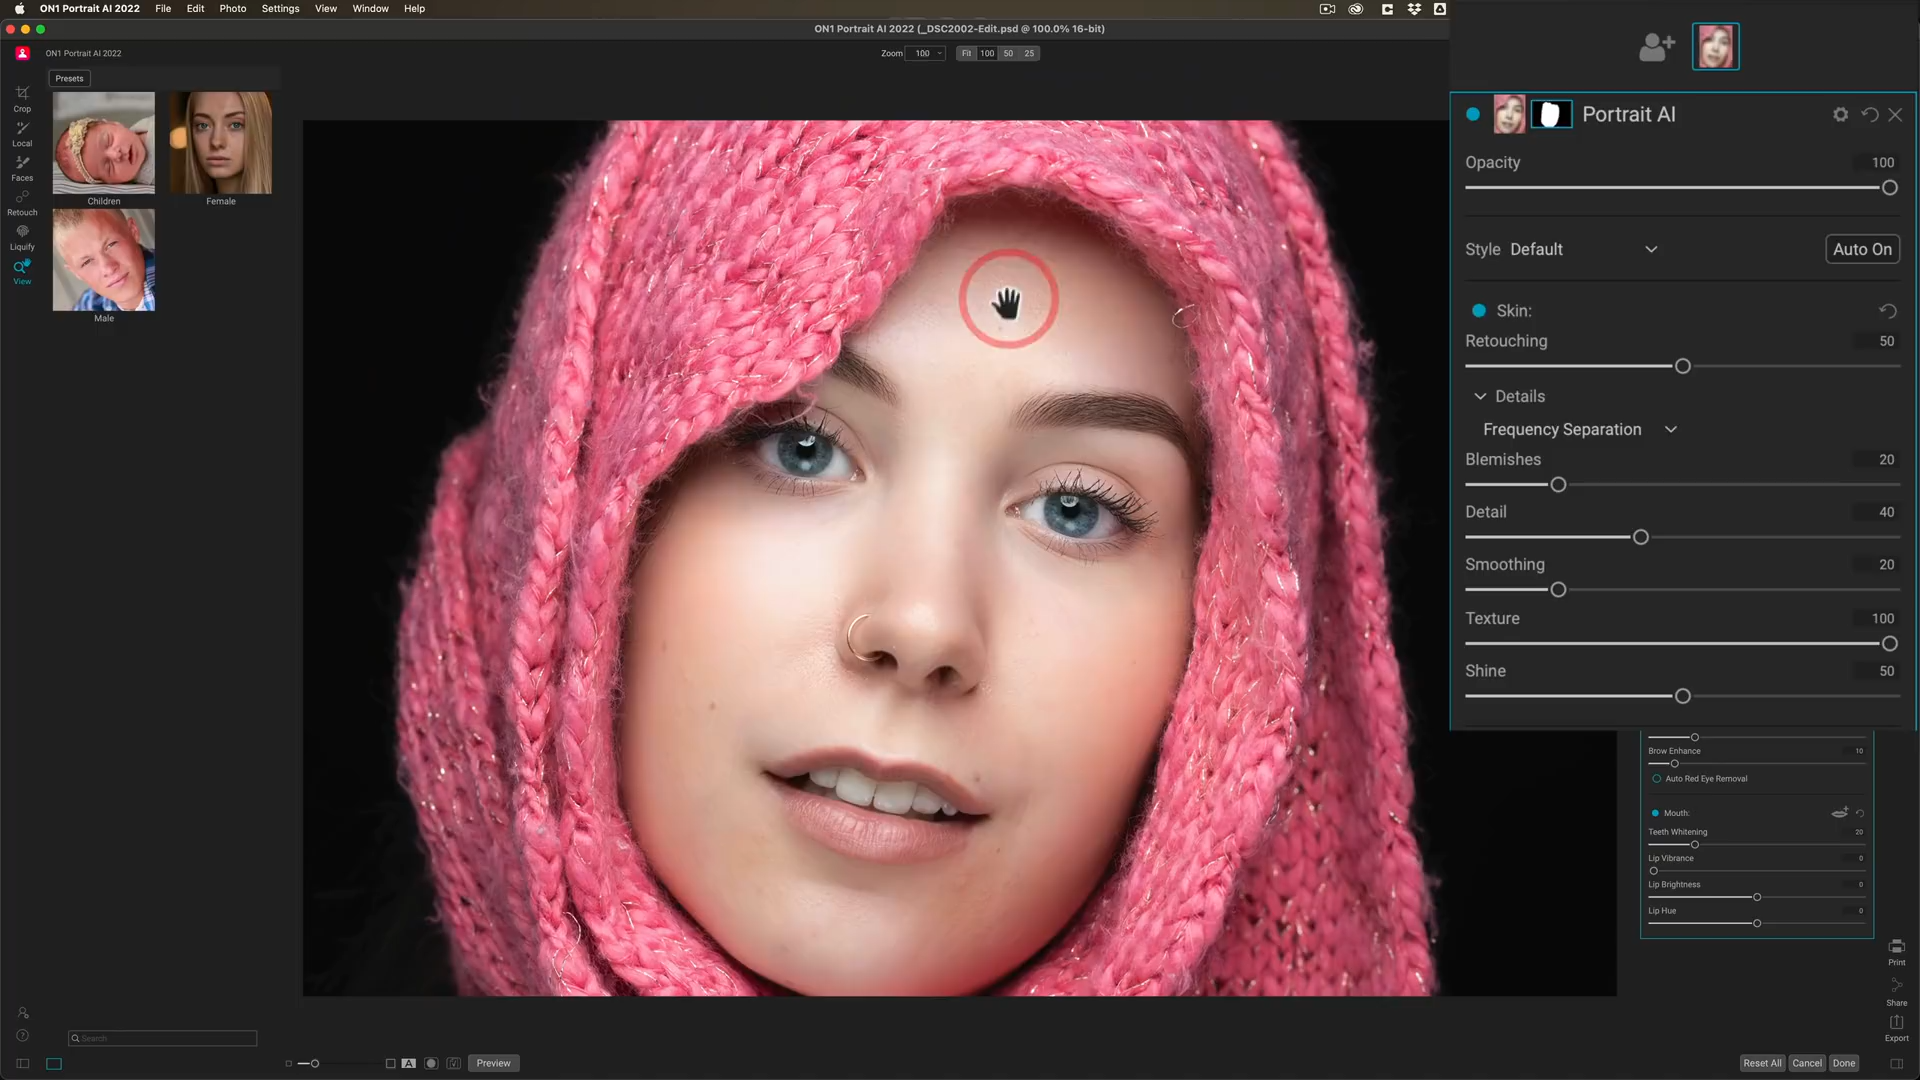 ON1 Portrait AI 2022 File Edit Photo Settings View Window Help
ON1 Portrait AI 2022 (_DSC2002-Edit.psd @ 100.0% 16-bit)
ON1 Portrait AI 2022
Zoom 100 Fit 100 50 25
Presets
Crop
Local
Faces
Retouch
Liquify
View
Children
Female
Male
Portrait AI
Opacity 100
Style Default Auto On
Skin:
Retouching 50
Details
Frequency Separation
Blemishes 20
Detail 40
Smoothing 20
Texture 100
Shine 50
Brow Enhance 10
Auto Red Eye Removal
Mouth:
Teeth Whitening 20
Lip Vibrance 0
Lip Brightness 0
Lip Hue 0
Print
Share
Export
Search
A
Preview
Reset All Cancel Done